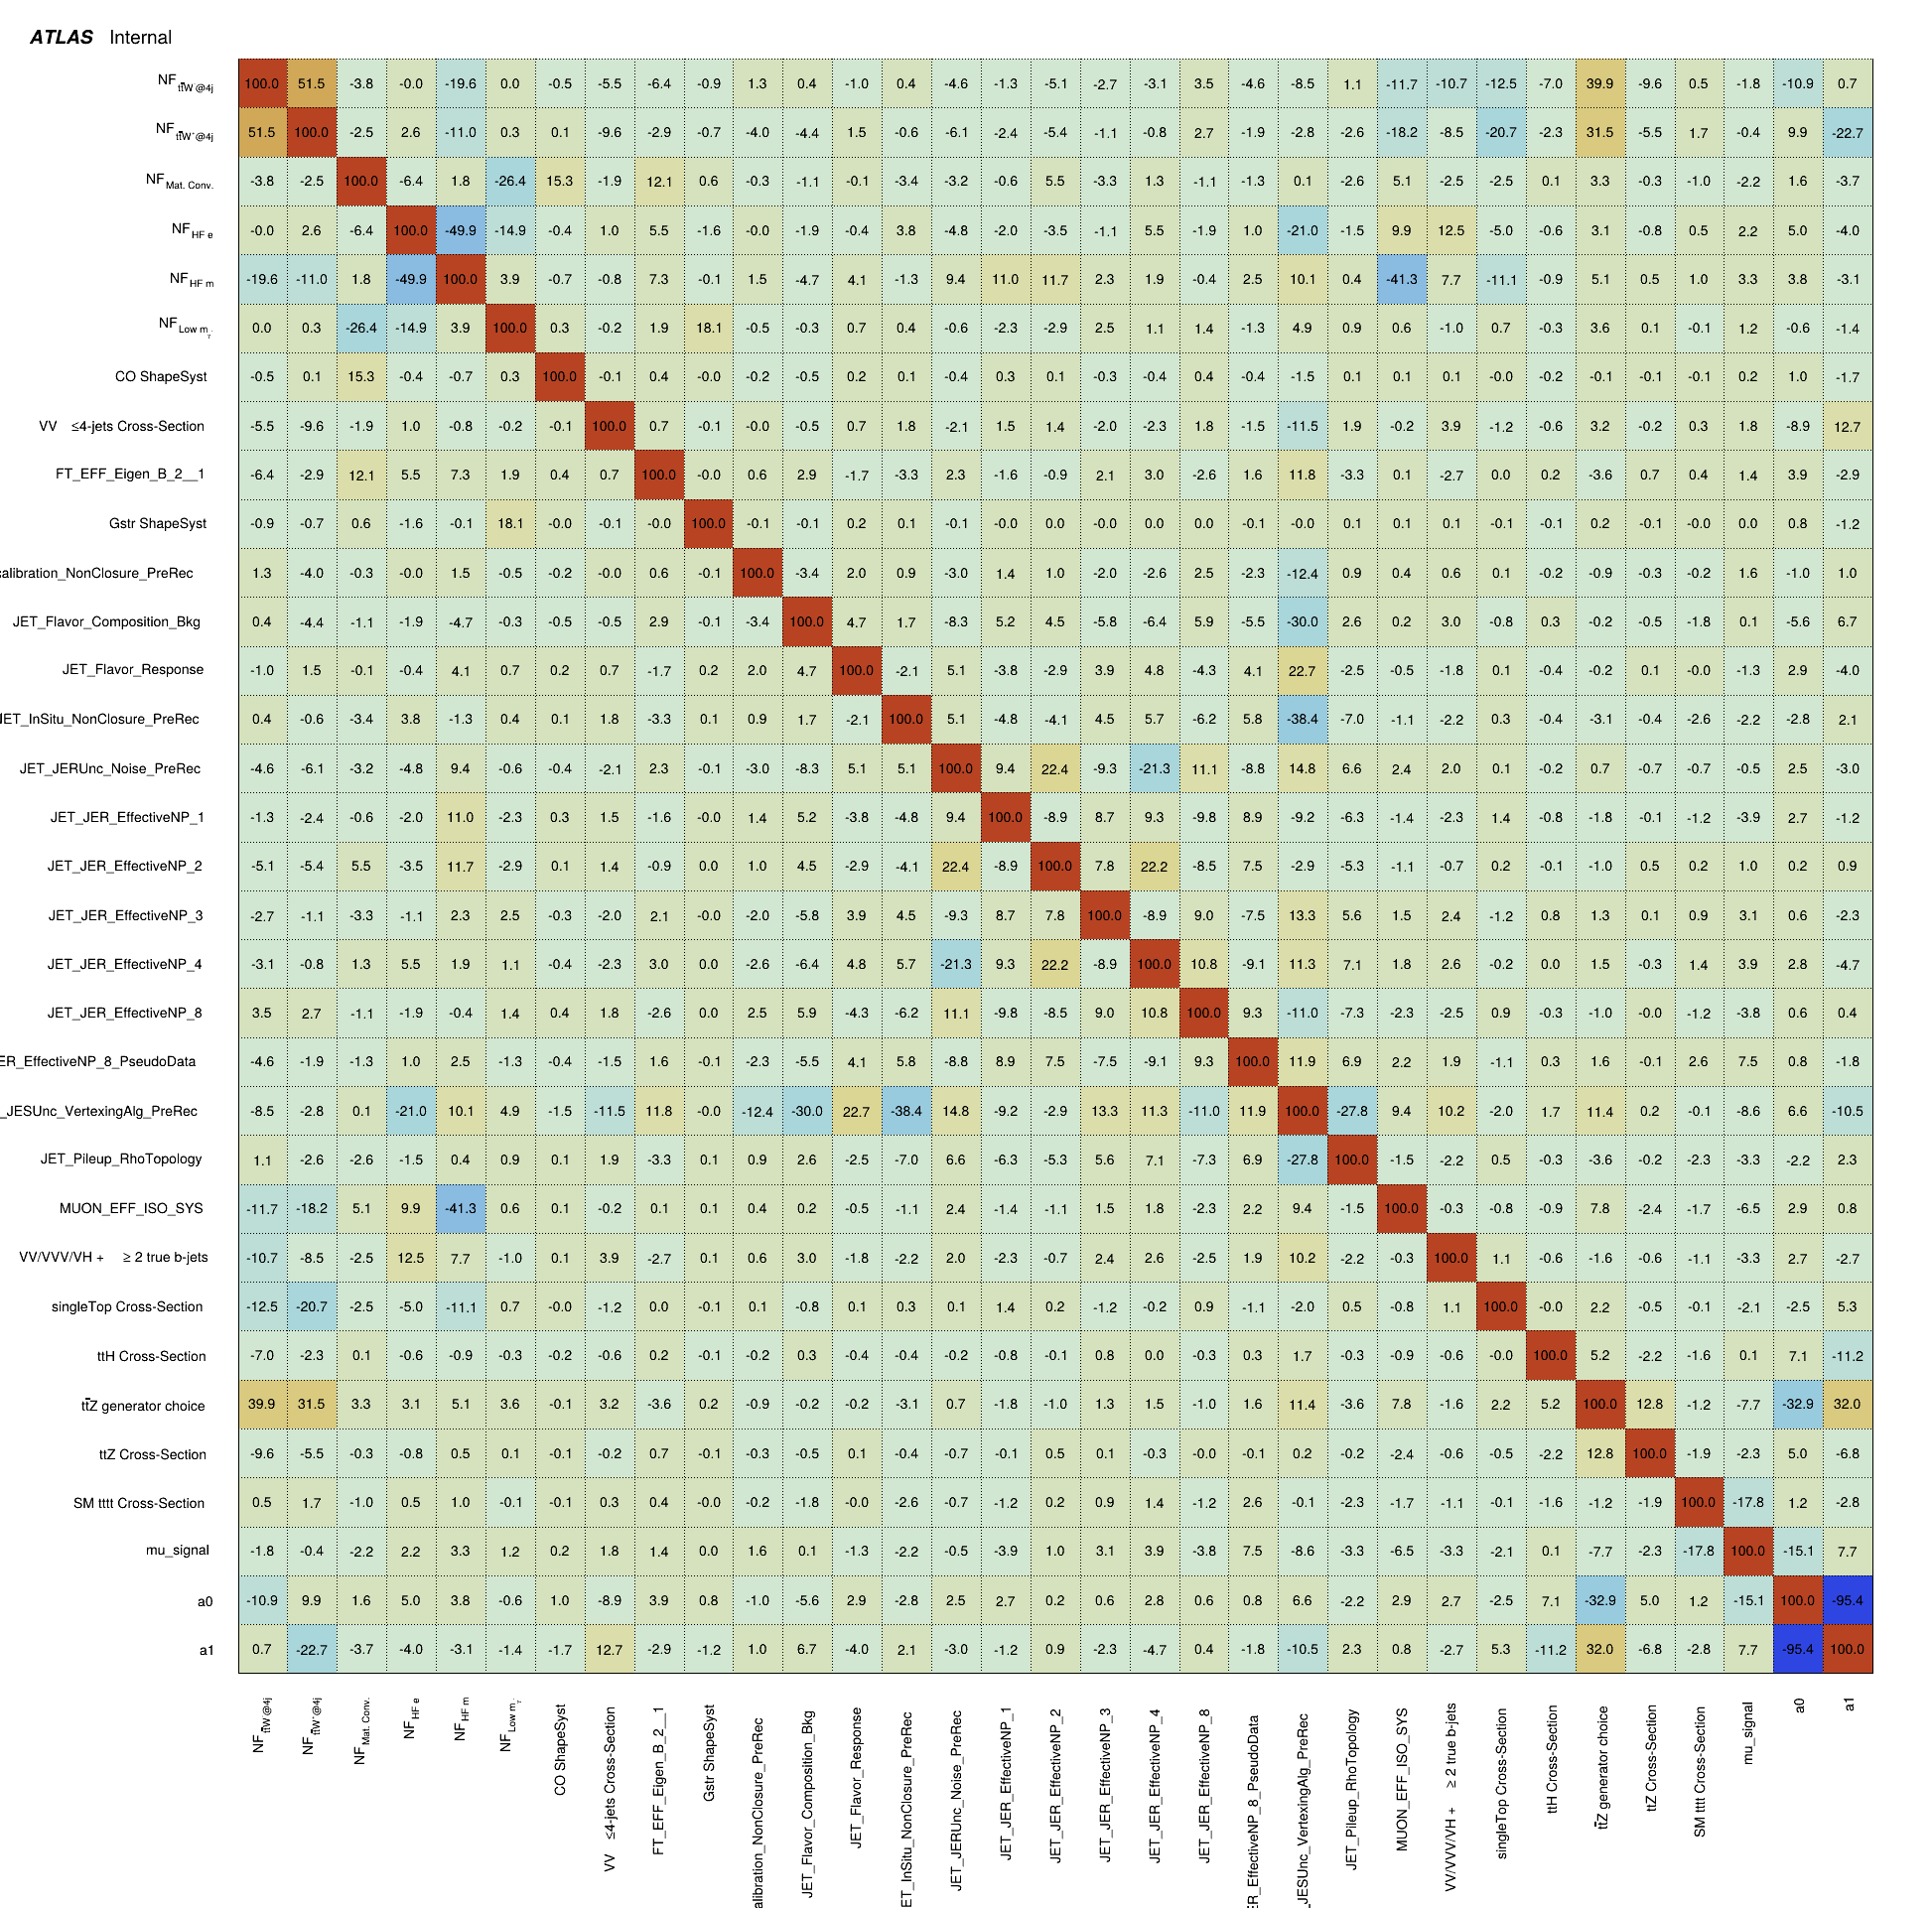 ATLAS Internal
NF tt̄W @4j 100.0 51.5 -3.8 -0.0 -19.6 0.0 -0.5 -5.5 -6.4 -0.9 1.3 0.4 -1.0 0.4 -4.6 -1.3 -5.1 -2.7 -3.1 3.5 -4.6 -8.5 1.1 -11.7 -10.7 -12.5 -7.0 39.9 -9.6 0.5 -1.8 -10.9 0.7
NF tt̄W-@4j 51.5 100.0 -2.5 2.6 -11.0 0.3 0.1 -9.6 -2.9 -0.7 -4.0 -4.4 1.5 -0.6 -6.1 -2.4 -5.4 -1.1 -0.8 2.7 -1.9 -2.8 -2.6 -18.2 -8.5 -20.7 -2.3 31.5 -5.5 1.7 -0.4 9.9 -22.7
NF Mat. Conv. -3.8 -2.5 100.0 -6.4 1.8 -26.4 15.3 -1.9 12.1 0.6 -0.3 -1.1 -0.1 -3.4 -3.2 -0.6 5.5 -3.3 1.3 -1.1 -1.3 0.1 -2.6 5.1 -2.5 -2.5 0.1 3.3 -0.3 -1.0 -2.2 1.6 -3.7
NF HF e -0.0 2.6 -6.4 100.0 -49.9 -14.9 -0.4 1.0 5.5 -1.6 -0.0 -1.9 -0.4 3.8 -4.8 -2.0 -3.5 -1.1 5.5 -1.9 1.0 -21.0 -1.5 9.9 12.5 -5.0 -0.6 3.1 -0.8 0.5 2.2 5.0 -4.0
NF HF m -19.6 -11.0 1.8 -49.9 100.0 3.9 -0.7 -0.8 7.3 -0.1 1.5 -4.7 4.1 -1.3 9.4 11.0 11.7 2.3 1.9 -0.4 2.5 10.1 0.4 -41.3 7.7 -11.1 -0.9 5.1 0.5 1.0 3.3 3.8 -3.1
NF Low m 0.0 0.3 -26.4 -14.9 3.9 100.0 0.3 -0.2 1.9 18.1 -0.5 -0.3 0.7 0.4 -0.6 -2.3 -2.9 2.5 1.1 1.4 -1.3 4.9 0.9 0.6 -1.0 0.7 -0.3 3.6 0.1 -0.1 1.2 -0.6 -1.4
CO ShapeSyst -0.5 0.1 15.3 -0.4 -0.7 0.3 100.0 -0.1 0.4 -0.0 -0.2 -0.5 0.2 0.1 -0.4 0.3 0.1 -0.3 -0.4 0.4 -0.4 -1.5 0.1 0.1 0.1 -0.0 -0.2 -0.1 -0.1 -0.1 0.2 1.0 -1.7
VV ≤4-jets Cross-Section -5.5 -9.6 -1.9 1.0 -0.8 -0.2 -0.1 100.0 0.7 -0.1 -0.0 -0.5 0.7 1.8 -2.1 1.5 1.4 -2.0 -2.3 1.8 -1.5 -11.5 1.9 -0.2 3.9 -1.2 -0.6 3.2 -0.2 0.3 1.8 -8.9 12.7
FT_EFF_Eigen_B_2__1 -6.4 -2.9 12.1 5.5 7.3 1.9 0.4 0.7 100.0 -0.0 0.6 2.9 -1.7 -3.3 2.3 -1.6 -0.9 2.1 3.0 -2.6 1.6 11.8 -3.3 0.1 -2.7 0.0 0.2 -3.6 0.7 0.4 1.4 3.9 -2.9
Gstr ShapeSyst -0.9 -0.7 0.6 -1.6 -0.1 18.1 -0.0 -0.1 -0.0 100.0 -0.1 -0.1 0.2 0.1 -0.1 -0.0 0.0 -0.0 0.0 0.0 -0.1 -0.0 0.1 0.1 0.1 -0.1 -0.1 0.2 -0.1 -0.0 0.0 0.8 -1.2
alibration_NonClosure_PreRec 1.3 -4.0 -0.3 -0.0 1.5 -0.5 -0.2 -0.0 0.6 -0.1 100.0 -3.4 2.0 0.9 -3.0 1.4 1.0 -2.0 -2.6 2.5 -2.3 -12.4 0.9 0.4 0.6 0.1 -0.2 -0.9 -0.3 -0.2 1.6 -1.0 1.0
JET_Flavor_Composition_Bkg 0.4 -4.4 -1.1 -1.9 -4.7 -0.3 -0.5 -0.5 2.9 -0.1 -3.4 100.0 4.7 1.7 -8.3 5.2 4.5 -5.8 -6.4 5.9 -5.5 -30.0 2.6 0.2 3.0 -0.8 0.3 -0.2 -0.5 -1.8 0.1 -5.6 6.7
JET_Flavor_Response -1.0 1.5 -0.1 -0.4 4.1 0.7 0.2 0.7 -1.7 0.2 2.0 4.7 100.0 -2.1 5.1 -3.8 -2.9 3.9 4.8 -4.3 4.1 22.7 -2.5 -0.5 -1.8 0.1 -0.4 -0.2 0.1 -0.0 -1.3 2.9 -4.0
ET_InSitu_NonClosure_PreRec 0.4 -0.6 -3.4 3.8 -1.3 0.4 0.1 1.8 -3.3 0.1 0.9 1.7 -2.1 100.0 5.1 -4.8 -4.1 4.5 5.7 -6.2 5.8 -38.4 -7.0 -1.1 -2.2 0.3 -0.4 -3.1 -0.4 -2.6 -2.2 -2.8 2.1
JET_JERUnc_Noise_PreRec -4.6 -6.1 -3.2 -4.8 9.4 -0.6 -0.4 -2.1 2.3 -0.1 -3.0 -8.3 5.1 5.1 100.0 9.4 22.4 -9.3 -21.3 11.1 -8.8 14.8 6.6 2.4 2.0 0.1 -0.2 0.7 -0.7 -0.7 -0.5 2.5 -3.0
JET_JER_EffectiveNP_1 -1.3 -2.4 -0.6 -2.0 11.0 -2.3 0.3 1.5 -1.6 -0.0 1.4 5.2 -3.8 -4.8 9.4 100.0 -8.9 8.7 9.3 -9.8 8.9 -9.2 -6.3 -1.4 -2.3 1.4 -0.8 -1.8 -0.1 -1.2 -3.9 2.7 -1.2
JET_JER_EffectiveNP_2 -5.1 -5.4 5.5 -3.5 11.7 -2.9 0.1 1.4 -0.9 0.0 1.0 4.5 -2.9 -4.1 22.4 -8.9 100.0 7.8 22.2 -8.5 7.5 -2.9 -5.3 -1.1 -0.7 0.2 -0.1 -1.0 0.5 0.2 1.0 0.2 0.9
JET_JER_EffectiveNP_3 -2.7 -1.1 -3.3 -1.1 2.3 2.5 -0.3 -2.0 2.1 -0.0 -2.0 -5.8 3.9 4.5 -9.3 8.7 7.8 100.0 -8.9 9.0 -7.5 13.3 5.6 1.5 2.4 -1.2 0.8 1.3 0.1 0.9 3.1 0.6 -2.3
JET_JER_EffectiveNP_4 -3.1 -0.8 1.3 5.5 1.9 1.1 -0.4 -2.3 3.0 0.0 -2.6 -6.4 4.8 5.7 -21.3 9.3 22.2 -8.9 100.0 10.8 -9.1 11.3 7.1 1.8 2.6 -0.2 0.0 1.5 -0.3 1.4 3.9 2.8 -4.7
JET_JER_EffectiveNP_8 3.5 2.7 -1.1 -1.9 -0.4 1.4 0.4 1.8 -2.6 0.0 2.5 5.9 -4.3 -6.2 11.1 -9.8 -8.5 9.0 10.8 100.0 9.3 -11.0 -7.3 -2.3 -2.5 0.9 -0.3 -1.0 -0.0 -1.2 -3.8 0.6 0.4
ER_EffectiveNP_8_PseudoData -4.6 -1.9 -1.3 1.0 2.5 -1.3 -0.4 -1.5 1.6 -0.1 -2.3 -5.5 4.1 5.8 -8.8 8.9 7.5 -7.5 -9.1 9.3 100.0 11.9 6.9 2.2 1.9 -1.1 0.3 1.6 -0.1 2.6 7.5 0.8 -1.8
_JESUnc_VertexingAlg_PreRec -8.5 -2.8 0.1 -21.0 10.1 4.9 -1.5 -11.5 11.8 -0.0 -12.4 -30.0 22.7 -38.4 14.8 -9.2 -2.9 13.3 11.3 -11.0 11.9 100.0 -27.8 9.4 10.2 -2.0 1.7 11.4 0.2 -0.1 -8.6 6.6 -10.5
JET_Pileup_RhoTopology 1.1 -2.6 -2.6 -1.5 0.4 0.9 0.1 1.9 -3.3 0.1 0.9 2.6 -2.5 -7.0 6.6 -6.3 -5.3 5.6 7.1 -7.3 6.9 -27.8 100.0 -1.5 -2.2 0.5 -0.3 -3.6 -0.2 -2.3 -3.3 -2.2 2.3
MUON_EFF_ISO_SYS -11.7 -18.2 5.1 9.9 -41.3 0.6 0.1 -0.2 0.1 0.1 0.4 0.2 -0.5 -1.1 2.4 -1.4 -1.1 1.5 1.8 -2.3 2.2 9.4 -1.5 100.0 -0.3 -0.8 -0.9 7.8 -2.4 -1.7 -6.5 2.9 0.8
VV/VVV/VH + ≥ 2 true b-jets -10.7 -8.5 -2.5 12.5 7.7 -1.0 0.1 3.9 -2.7 0.1 0.6 3.0 -1.8 -2.2 2.0 -2.3 -0.7 2.4 2.6 -2.5 1.9 10.2 -2.2 -0.3 100.0 1.1 -0.6 -1.6 -0.6 -1.1 -3.3 2.7 -2.7
singleTop Cross-Section -12.5 -20.7 -2.5 -5.0 -11.1 0.7 -0.0 -1.2 0.0 -0.1 0.1 -0.8 0.1 0.3 0.1 1.4 0.2 -1.2 -0.2 0.9 -1.1 -2.0 0.5 -0.8 1.1 100.0 -0.0 2.2 -0.5 -0.1 -2.1 -2.5 5.3
ttH Cross-Section -7.0 -2.3 0.1 -0.6 -0.9 -0.3 -0.2 -0.6 0.2 -0.1 -0.2 0.3 -0.4 -0.4 -0.2 -0.8 -0.1 0.8 0.0 -0.3 0.3 1.7 -0.3 -0.9 -0.6 -0.0 100.0 5.2 -2.2 -1.6 0.1 7.1 -11.2
tt̄Z generator choice 39.9 31.5 3.3 3.1 5.1 3.6 -0.1 3.2 -3.6 0.2 -0.9 -0.2 -0.2 -3.1 0.7 -1.8 -1.0 1.3 1.5 -1.0 1.6 11.4 -3.6 7.8 -1.6 2.2 5.2 100.0 12.8 -1.2 -7.7 -32.9 32.0
ttZ Cross-Section -9.6 -5.5 -0.3 -0.8 0.5 0.1 -0.1 -0.2 0.7 -0.1 -0.3 -0.5 0.1 -0.4 -0.7 -0.1 0.5 0.1 -0.3 -0.0 -0.1 0.2 -0.2 -2.4 -0.6 -0.5 -2.2 12.8 100.0 -1.9 -2.3 5.0 -6.8
SM tttt Cross-Section 0.5 1.7 -1.0 0.5 1.0 -0.1 -0.1 0.3 0.4 -0.0 -0.2 -1.8 -0.0 -2.6 -0.7 -1.2 0.2 0.9 1.4 -1.2 2.6 -0.1 -2.3 -1.7 -1.1 -0.1 -1.6 -1.2 -1.9 100.0 -17.8 1.2 -2.8
mu_signal -1.8 -0.4 -2.2 2.2 3.3 1.2 0.2 1.8 1.4 0.0 1.6 0.1 -1.3 -2.2 -0.5 -3.9 1.0 3.1 3.9 -3.8 7.5 -8.6 -3.3 -6.5 -3.3 -2.1 0.1 -7.7 -2.3 -17.8 100.0 -15.1 7.7
a0 -10.9 9.9 1.6 5.0 3.8 -0.6 1.0 -8.9 3.9 0.8 -1.0 -5.6 2.9 -2.8 2.5 2.7 0.2 0.6 2.8 0.6 0.8 6.6 -2.2 2.9 2.7 -2.5 7.1 -32.9 5.0 1.2 -15.1 100.0 -95.4
a1 0.7 -22.7 -3.7 -4.0 -3.1 -1.4 -1.7 12.7 -2.9 -1.2 1.0 6.7 -4.0 2.1 -3.0 -1.2 0.9 -2.3 -4.7 0.4 -1.8 -10.5 2.3 0.8 -2.7 5.3 -11.2 32.0 -6.8 -2.8 7.7 -95.4 100.0
NF tt̄W @4j
NF tt̄W-@4j
NF Mat. Conv.
NF HF e
NF HF m
NF Low m
CO ShapeSyst
VV ≤4-jets Cross-Section
FT_EFF_Eigen_B_2__1
Gstr ShapeSyst
alibration_NonClosure_PreRec
JET_Flavor_Composition_Bkg
JET_Flavor_Response
ET_InSitu_NonClosure_PreRec
JET_JERUnc_Noise_PreRec
JET_JER_EffectiveNP_1
JET_JER_EffectiveNP_2
JET_JER_EffectiveNP_3
JET_JER_EffectiveNP_4
JET_JER_EffectiveNP_8
ER_EffectiveNP_8_PseudoData
_JESUnc_VertexingAlg_PreRec
JET_Pileup_RhoTopology
MUON_EFF_ISO_SYS
VV/VVV/VH + ≥ 2 true b-jets
singleTop Cross-Section
ttH Cross-Section
tt̄Z generator choice
ttZ Cross-Section
SM tttt Cross-Section
mu_signal
a0
a1